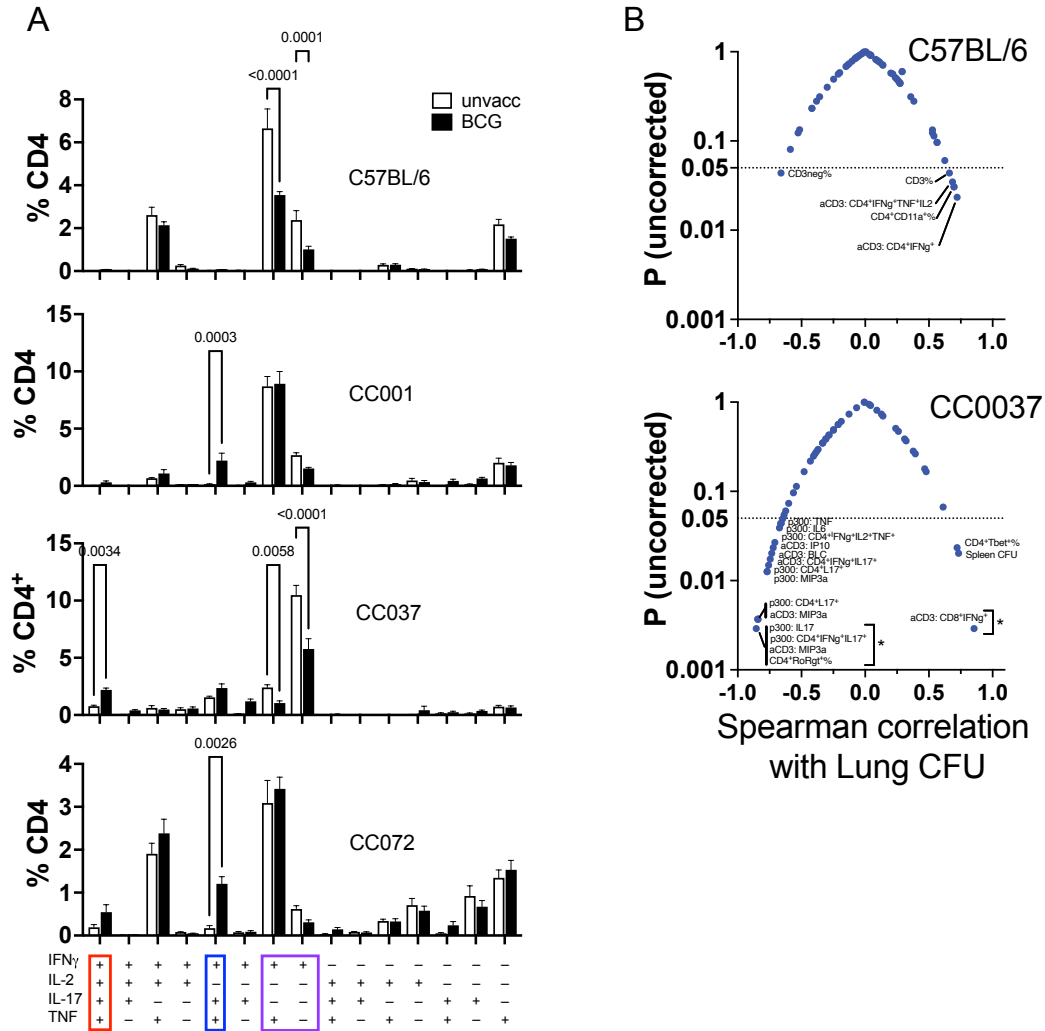 A
0.0001
<0.0001
unvacc
BCG
C57BL/6
% CD4
8
6
4
2
0
0.0003
CC001
% CD4
15
10
5
0
<0.0001
0.0034
0.0058
CC037
% CD4⁺
15
10
5
0
0.0026
CC072
% CD4
4
3
2
1
0
IFNγ + + + + + + + + – – – – – – –
IL-2 + + + + – – – – + + + + – – –
IL-17 + + – – + + – – + + – – + + –
TNF + – + – + – + – + – + – + – +
B
C57BL/6
P (uncorrected)
1
0.1
0.05
0.01
0.001
CD3neg%
CD3%
aCD3: CD4⁺IFNg⁺TNF⁺IL2
CD4⁺CD11a⁺%
aCD3: CD4⁺IFNg⁺
-1.0 -0.5 0.0 0.5 1.0
CC0037
P (uncorrected)
1
0.1
0.05
0.01
0.001
p300: TNF
p300: IL6
p300: CD4⁺IFNg⁺IL2⁺TNF⁺
aCD3: IP10
aCD3: BLC
aCD3: CD4⁺IFNg⁺IL17⁺
p300: CD4⁺L17⁺
p300: MIP3a
CD4⁺Tbet⁺%
Spleen CFU
p300: CD4⁺L17⁺
aCD3: MIP3a
p300: IL17
p300: CD4⁺IFNg⁺IL17⁺
aCD3: MIP3a
CD4⁺RoRgt⁺%
*
aCD3: CD8⁺IFNg⁺
*
-1.0 -0.5 0.0 0.5 1.0
Spearman correlation
with Lung CFU